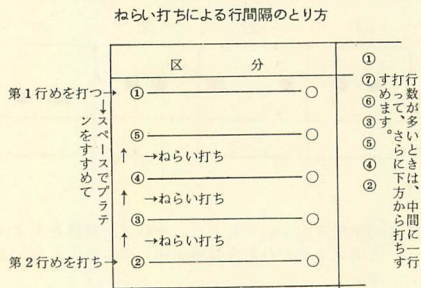 ねらい打ちによる行間隔のとり方
区 分
第1行めを打つ→
①
○
スペースでプラテ
ンをすすめて
⑤
○
↑ →ねらい打ち
④
○
↑ →ねらい打ち
③
○
↑ →ねらい打ち
第2行めを打ち→
②
○
①
⑦
⑥
③
⑤
④
②
行数が多いときは、中間に一行
打って、さらに下方から打ちす
すめます。